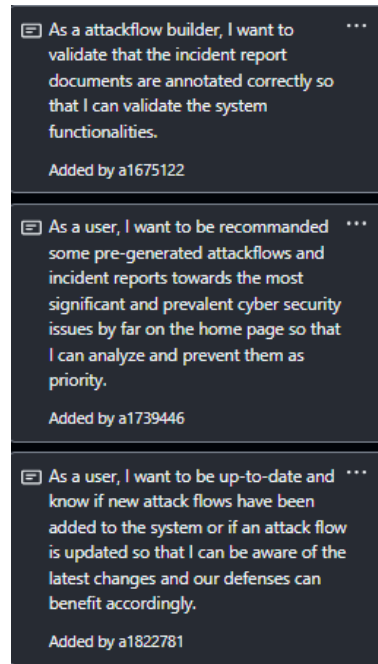 As a attackflow builder, I want to
validate that the incident report
documents are annotated correctly so
that I can validate the system
functionalities.
Added by a1675122
As a user, I want to be recommanded
some pre-generated attackflows and
incident reports towards the most
significant and prevalent cyber security
issues by far on the home page so that
I can analyze and prevent them as
priority.
Added by a1739446
As a user, I want to be up-to-date and
know if new attack flows have been
added to the system or if an attack flow
is updated so that I can be aware of the
latest changes and our defenses can
benefit accordingly.
Added by a1822781